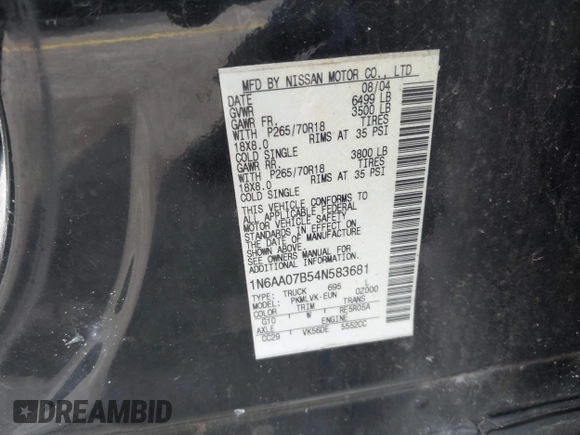 MFD BY NISSAN MOTOR CO., LTD
DATE 08/04
GVWR 6499 LB
GAWR FR. 3500 LB
WITH P265/70R18 TIRES
18X8.0 RIMS AT 35 PSI
COLD SINGLE
GAWR RR. 3800 LB
WITH P265/70R18 TIRES
18X8.0 RIMS AT 35 PSI
COLD SINGLE
THIS VEHICLE CONFORMS TO
ALL APPLICABLE FEDERAL
MOTOR VEHICLE SAFETY
STANDARDS IN EFFECT ON
THE DATE OF MANUFACTURE
SHOWN ABOVE.
SEE OWNERS MANUAL FOR
ADDITIONAL INFORMATION
1N6AA07B54N583681
TYPE: TRUCK 695
MODEL: PKMLVK-EUN 0Z000
COLOR TRIM TRANS
G10 W RE5R05A
AXLE
CC29 VK56DE 5552CC
DREAMBID